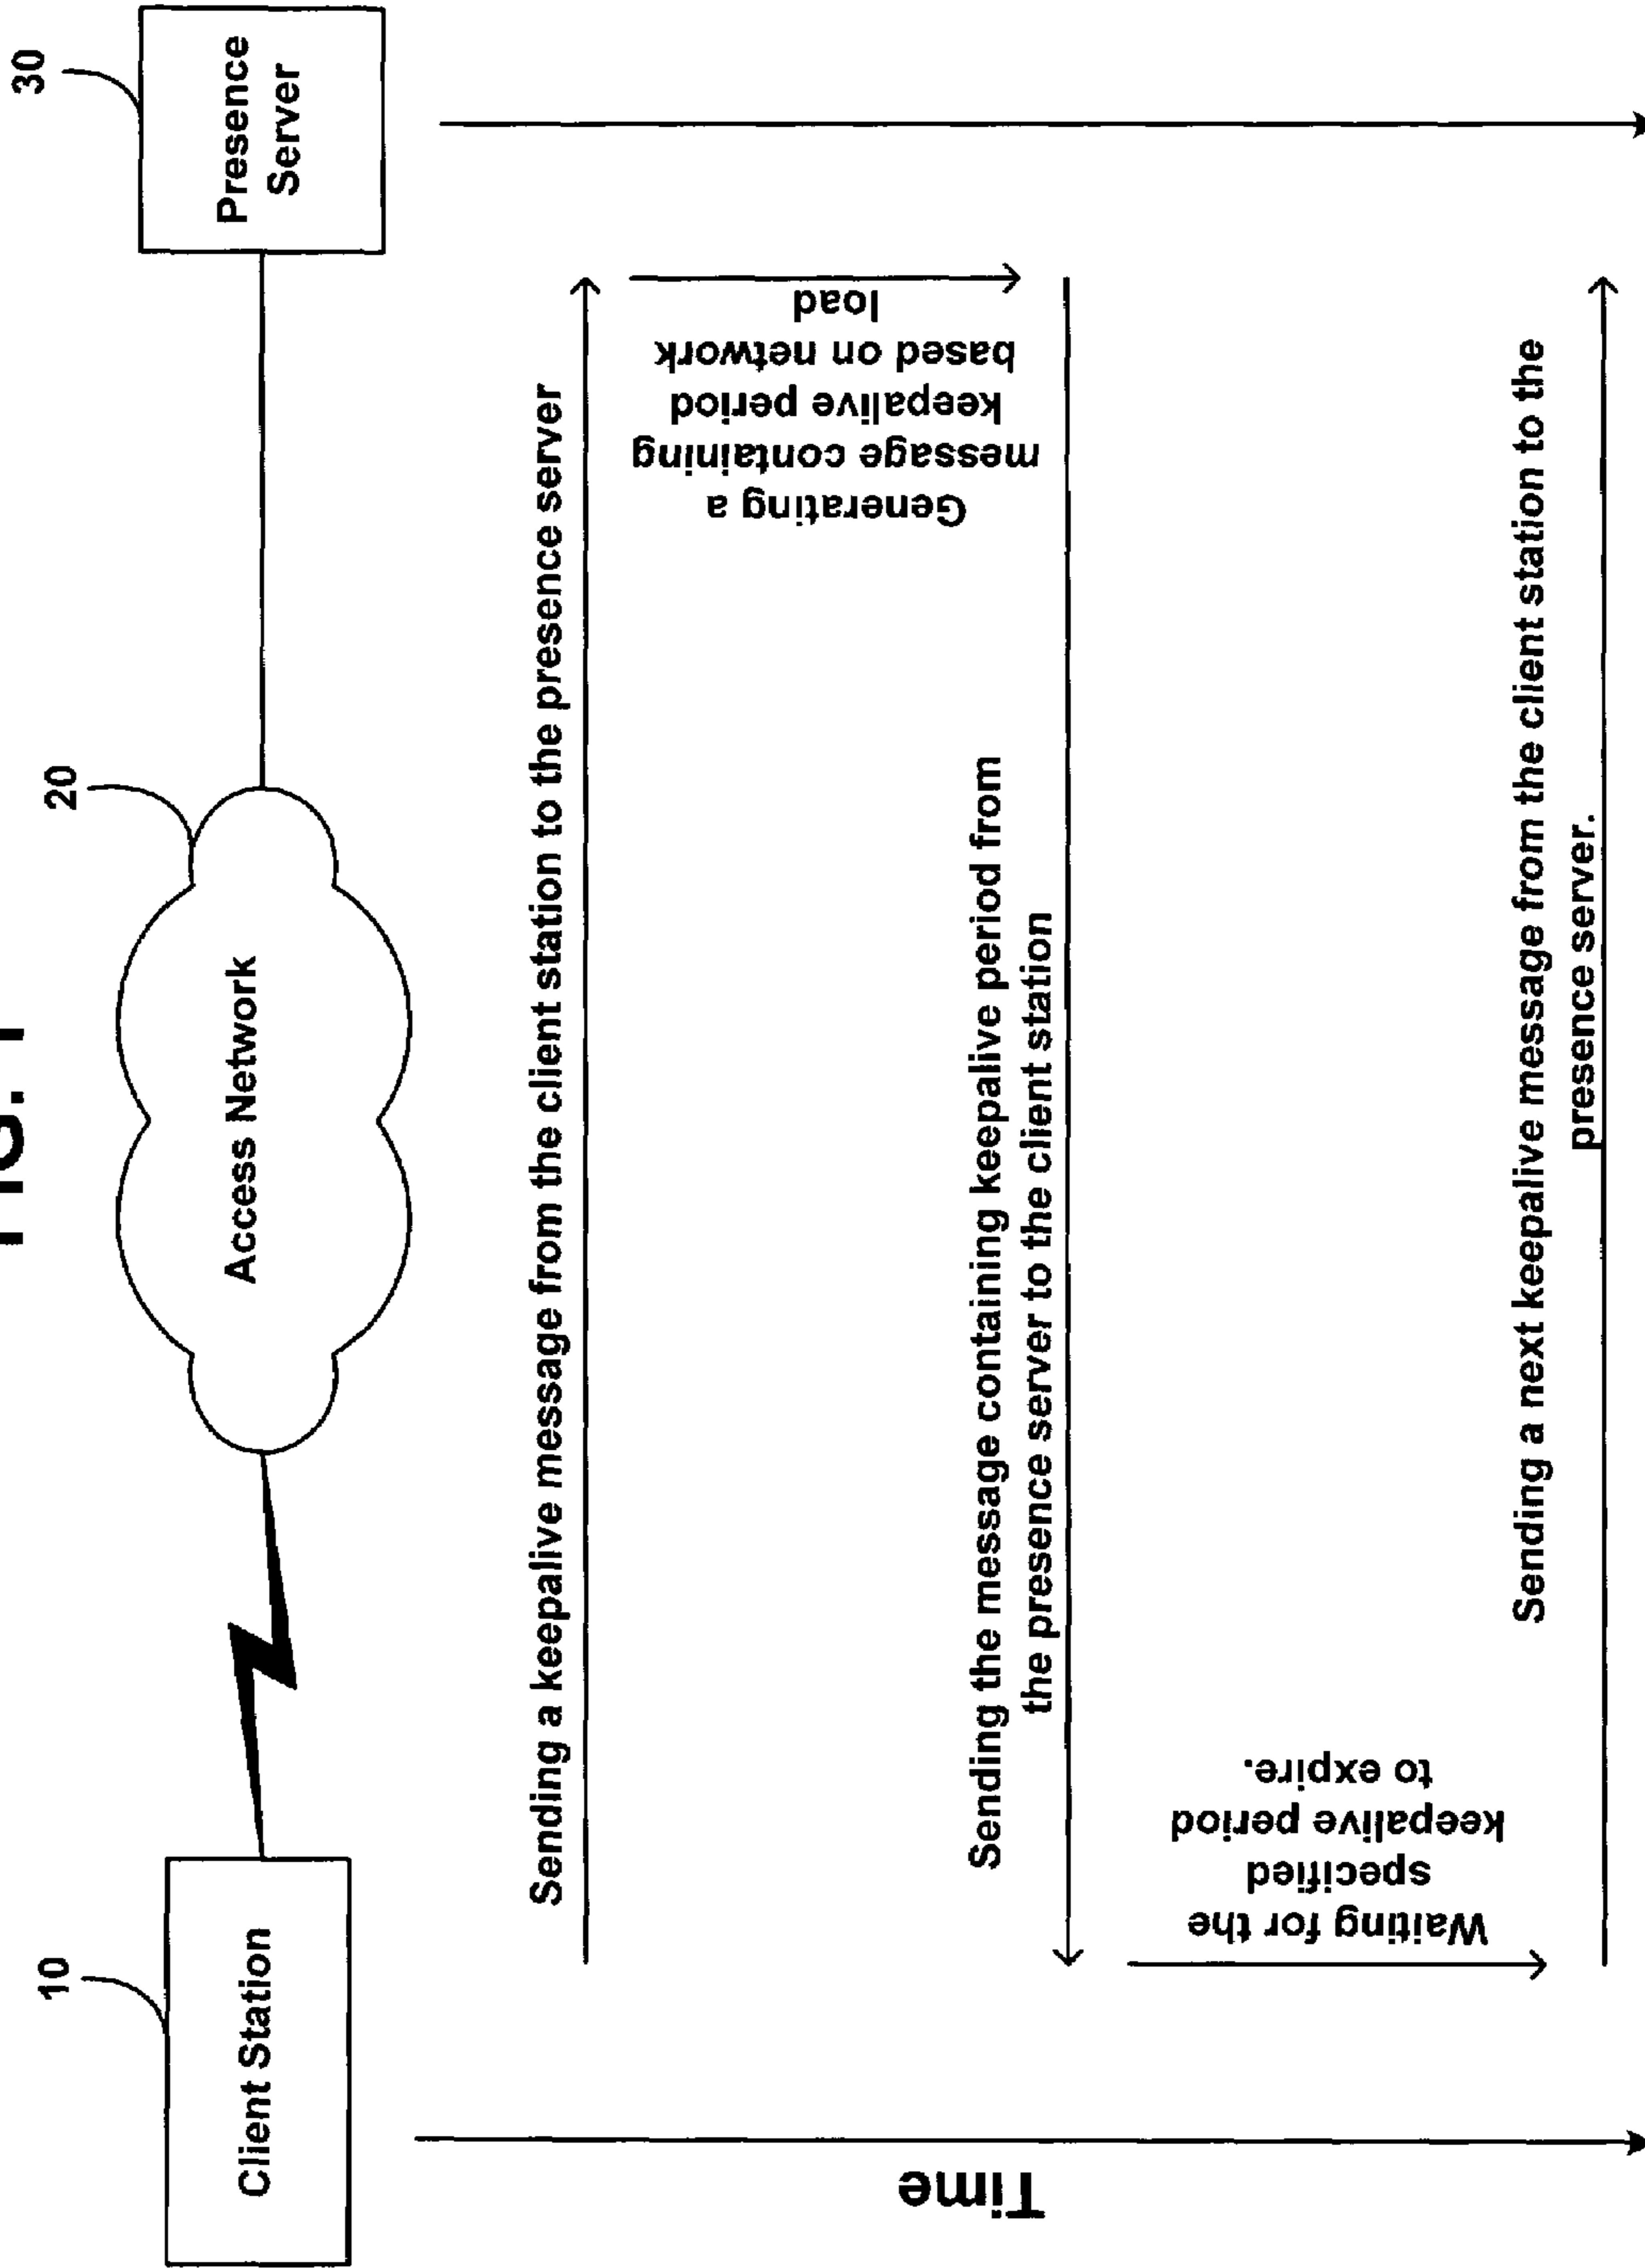 FIG. 1
10
20
30
Client Station
Access Network
Presence
Server
Time
Sending a keepalive message from the client station to the presence server
Generating a
message containing
keepalive period
based on network
load
Sending the message containing keepalive period from
the presence server to the client station
Waiting for the
specified
keepalive period
to expire.
Sending a next keepalive message from the client station to the
presence server.